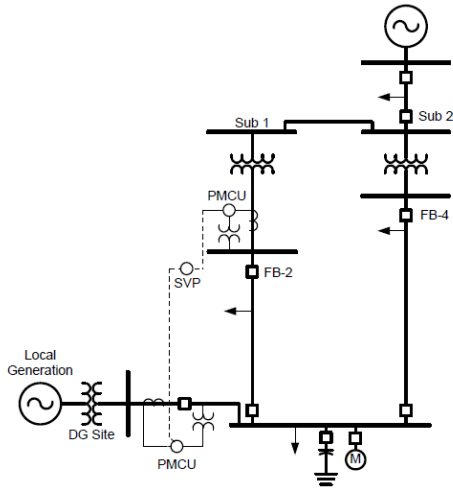 Sub 1
Sub 2
PMCU
FB-4
FB-2
SVP
Local
Generation
DG Site
PMCU
M